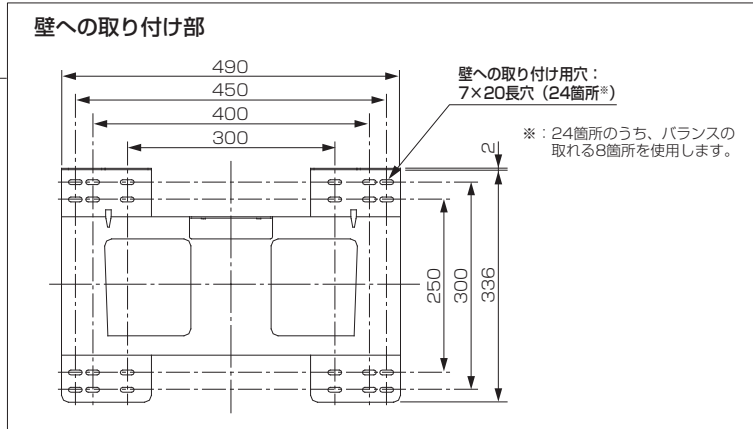 壁への取り付け部
490
450
400
300
壁への取り付け用穴：
7×20長穴（24箇所※）
※：24箇所のうち、バランスの
取れる8箇所を使用します。
2
250
300
336